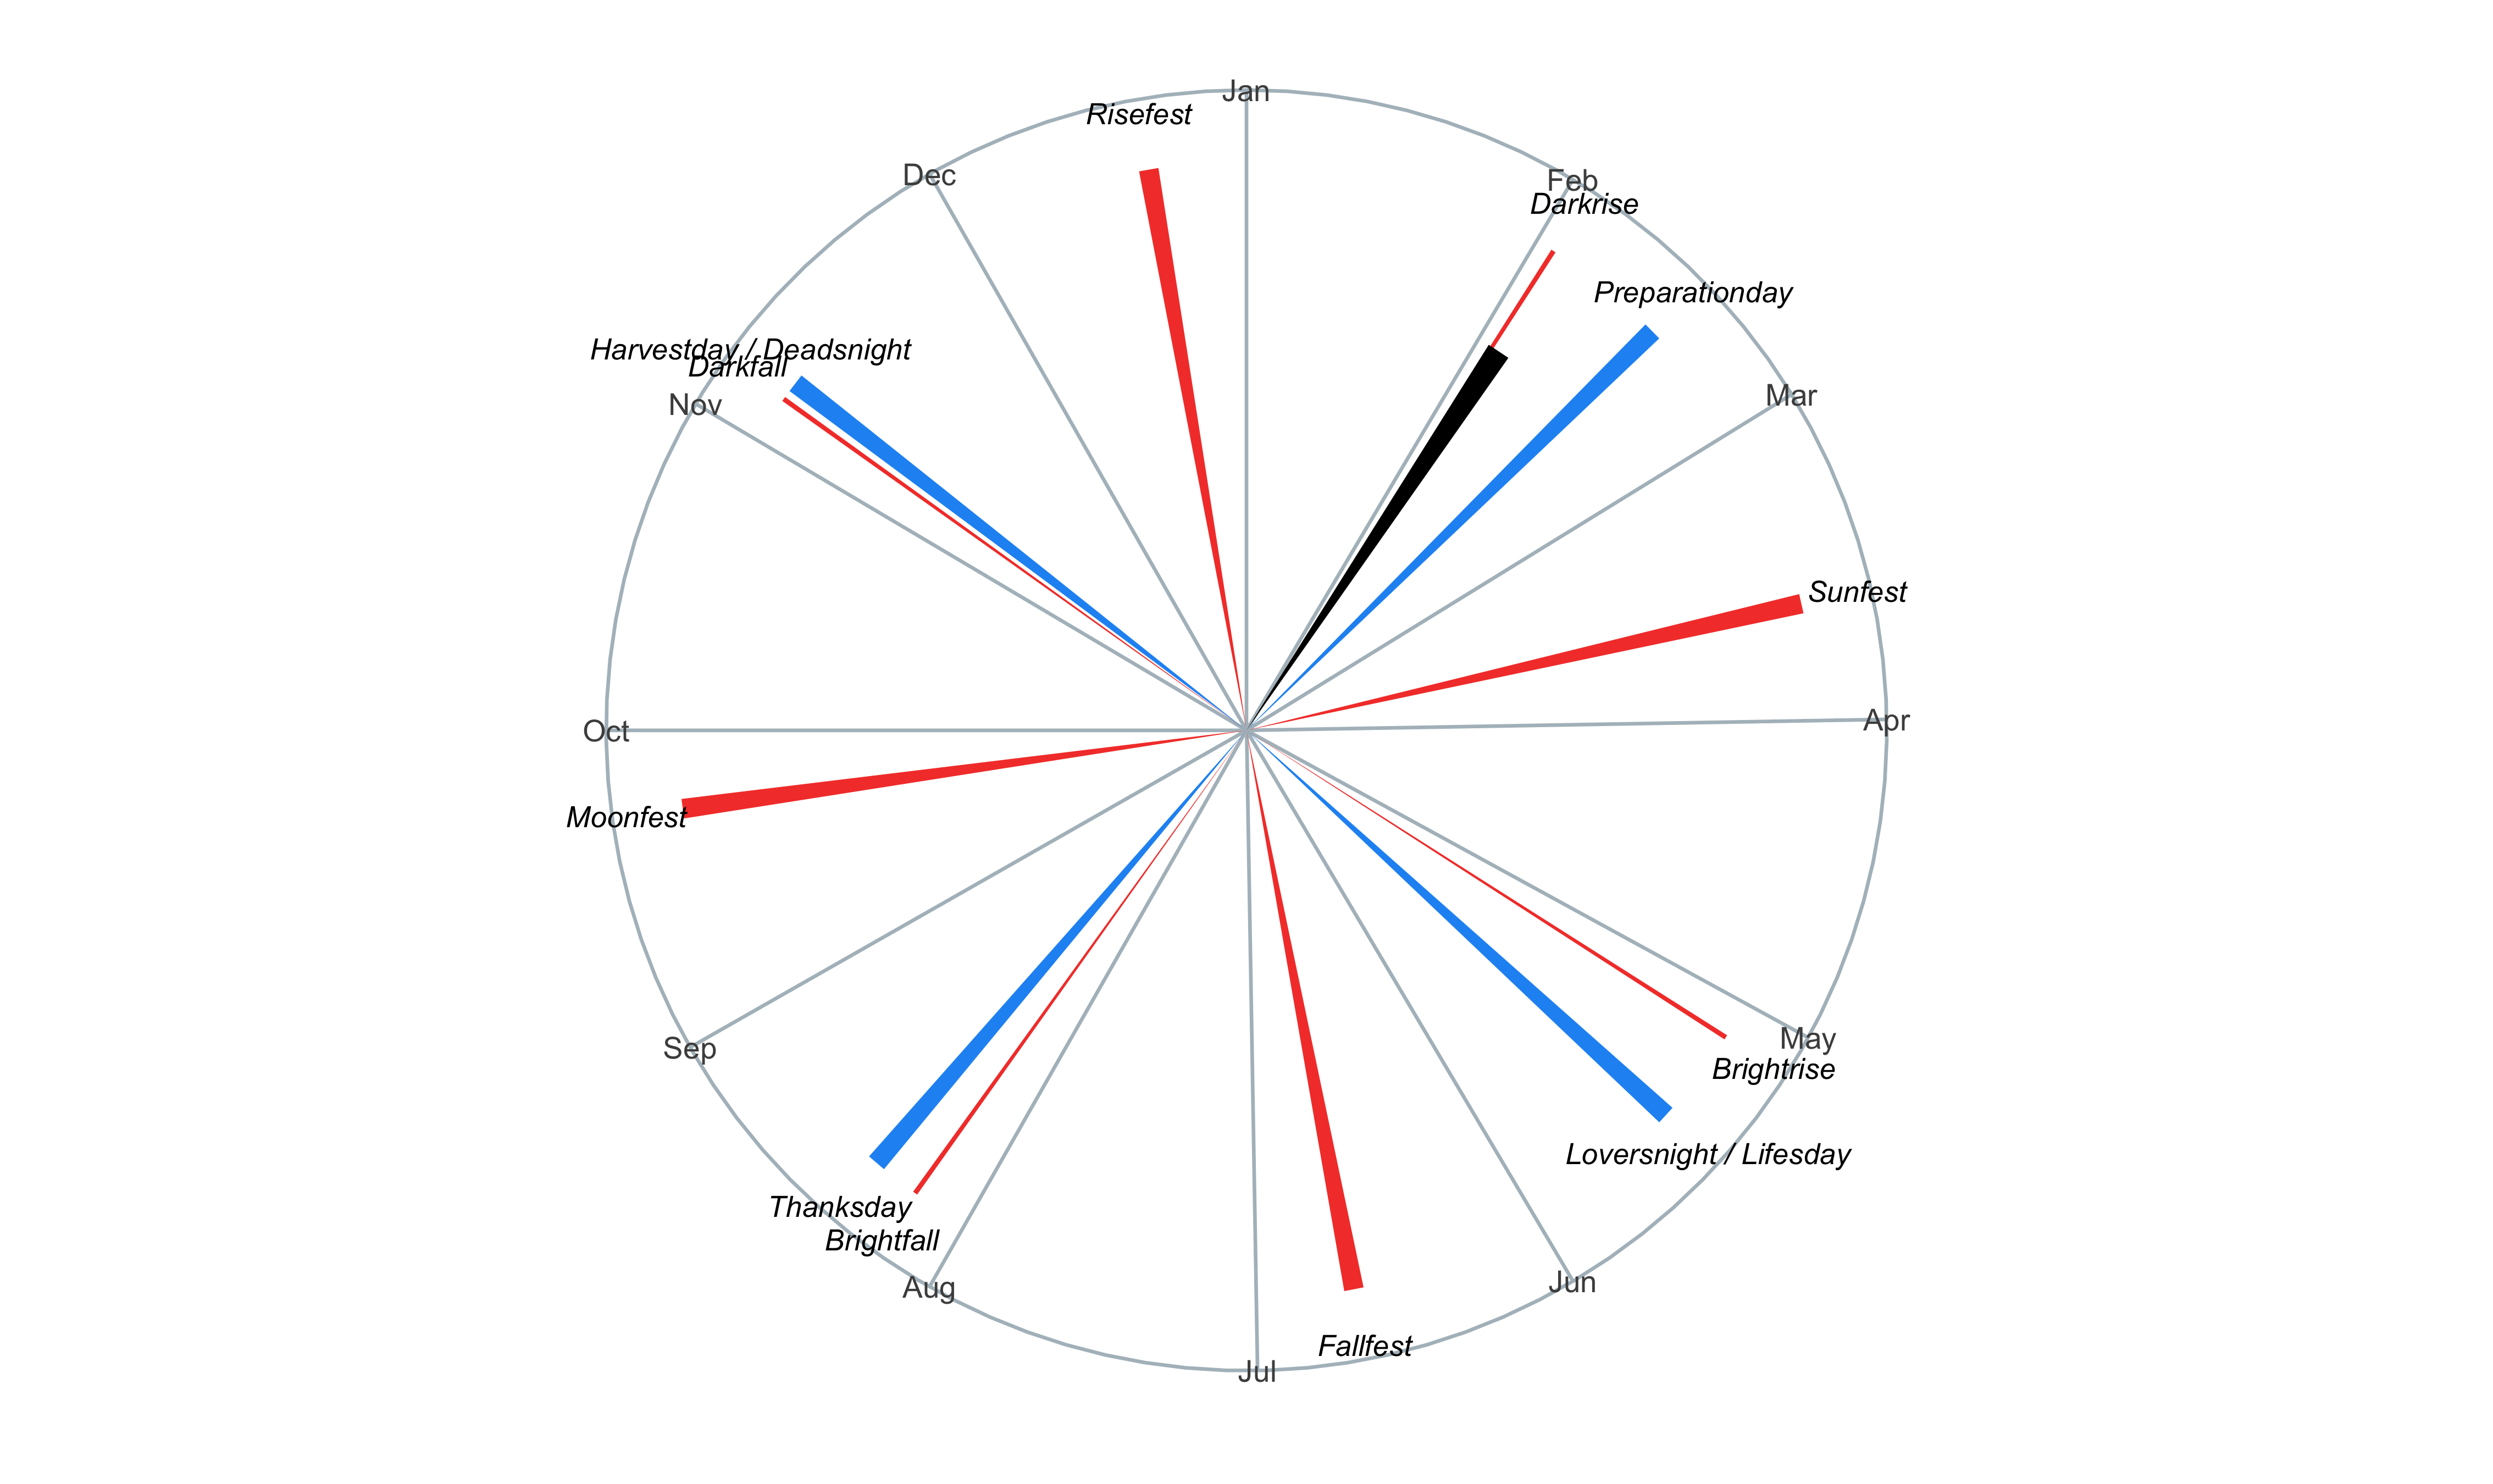 Jan
Risefest
Dec
Feb
Darkrise
Preparationday
Harvestday / Deadsnight
Darkfall
Nov
Mar
Sunfest
Oct
Apr
Moonfest
Sep
May
Brightrise
Loversnight / Lifesday
Thanksday
Brightfall
Aug
Jun
Fallfest
Jul